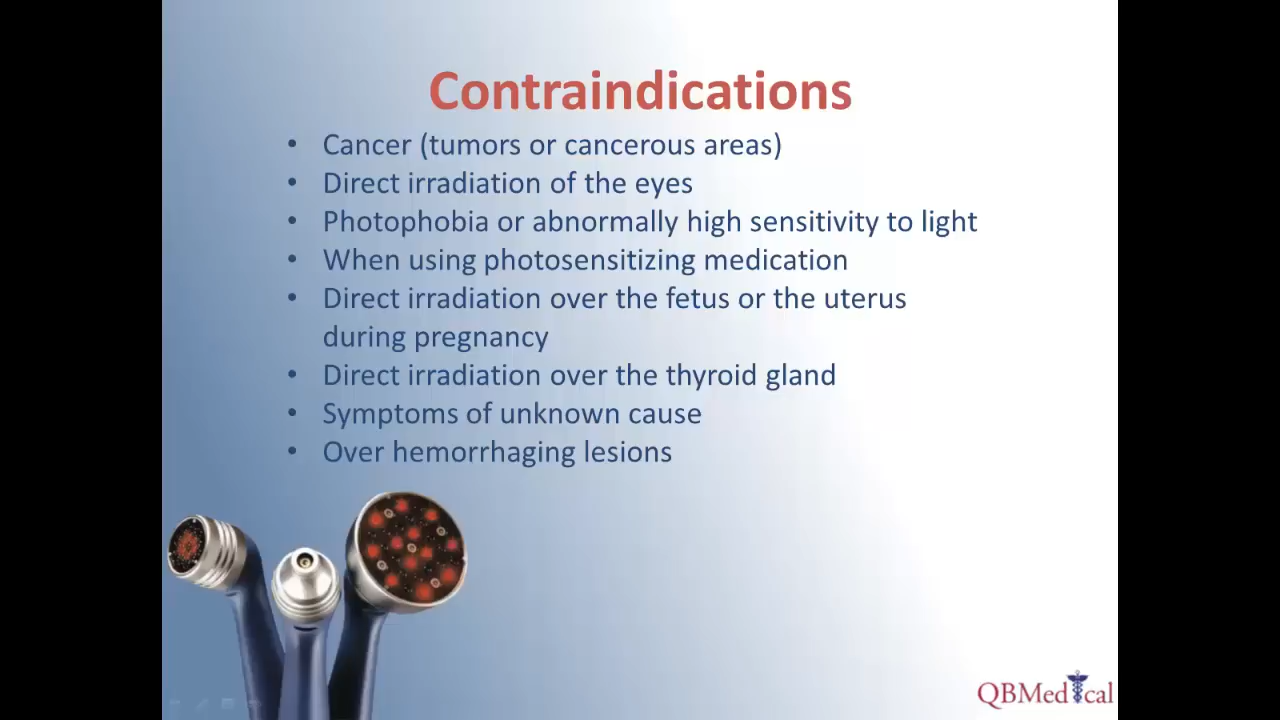 Contraindications
• Cancer (tumors or cancerous areas)
• Direct irradiation of the eyes
• Photophobia or abnormally high sensitivity to light
• When using photosensitizing medication
• Direct irradiation over the fetus or the uterus
during pregnancy
• Direct irradiation over the thyroid gland
• Symptoms of unknown cause
• Over hemorrhaging lesions
QBMedical